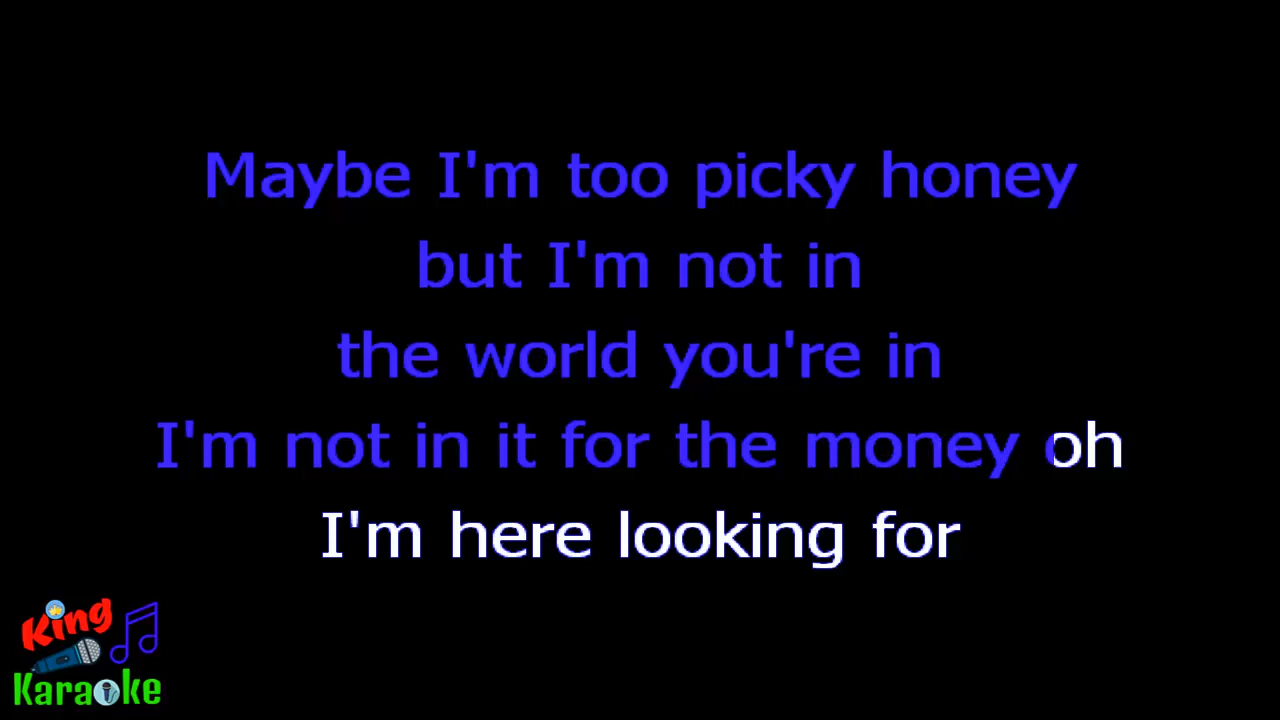 Maybe I'm too picky honey
but I'm not in
the world you're in
I'm not in it for the money oh
I'm here looking for
King
Karaoke